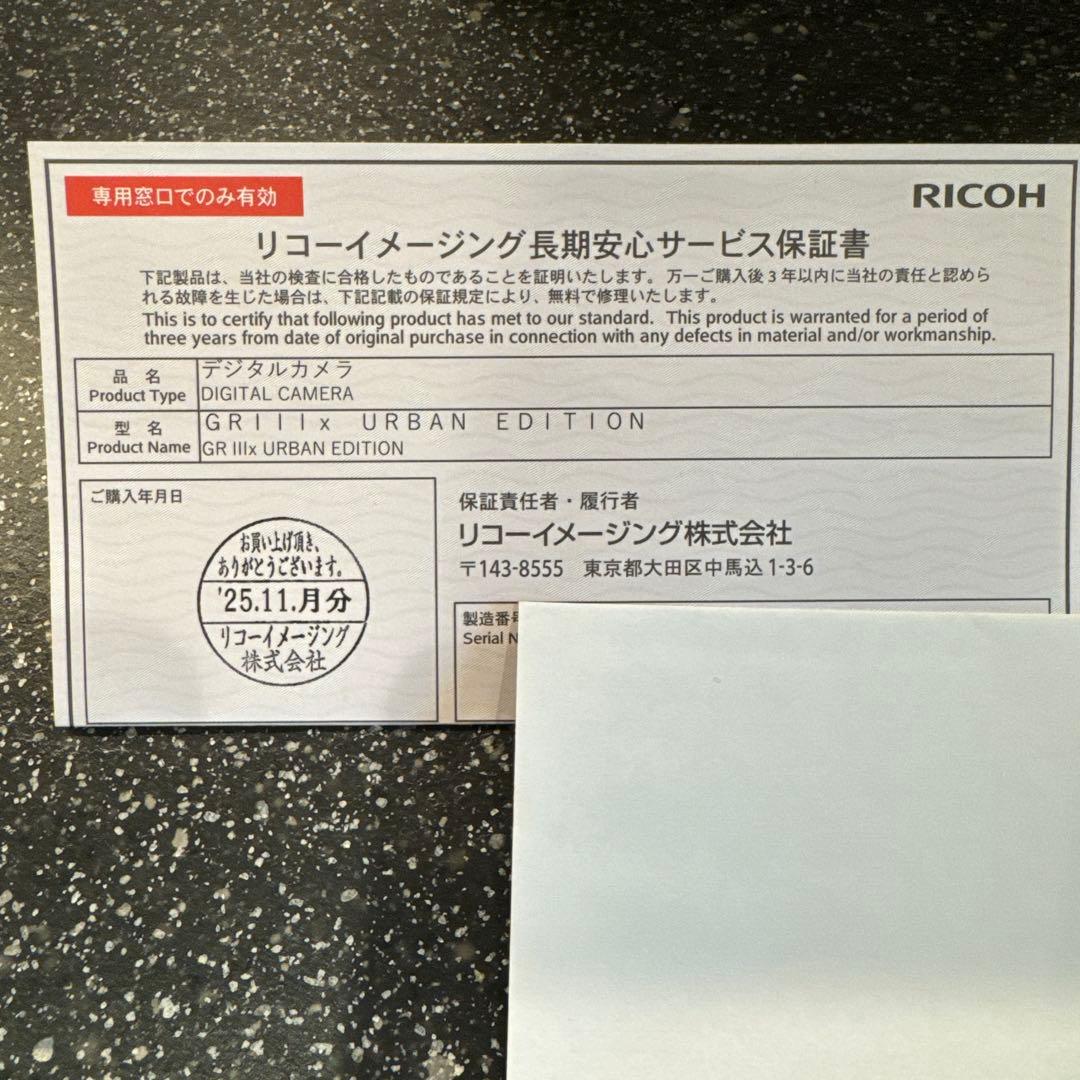 専用窓口でのみ有効
RICOH
リコーイメージング長期安心サービス保証書
下記製品は、当社の検査に合格したものであることを証明いたします。 万一ご購入後3年以内に当社の責任と認めら
れる故障を生じた場合は、下記記載の保証規定により、無料で修理いたします。
This is to certify that following product has met to our standard. This product is warranted for a period of
three years from date of original purchase in connection with any defects in material and/or workmanship.
品 名
Product Type
デジタルカメラ
DIGITAL CAMERA
型 名
Product Name
GRIIIx URBAN EDITION
GR IIIx URBAN EDITION
ご購入年月日
お買い上げ頂き、
ありがとうございます。
'25.11.月分
リコーイメージング
株式会社
保証責任者・履行者
リコーイメージング株式会社
〒143-8555 東京都大田区中馬込1-3-6
製造番号
Serial N